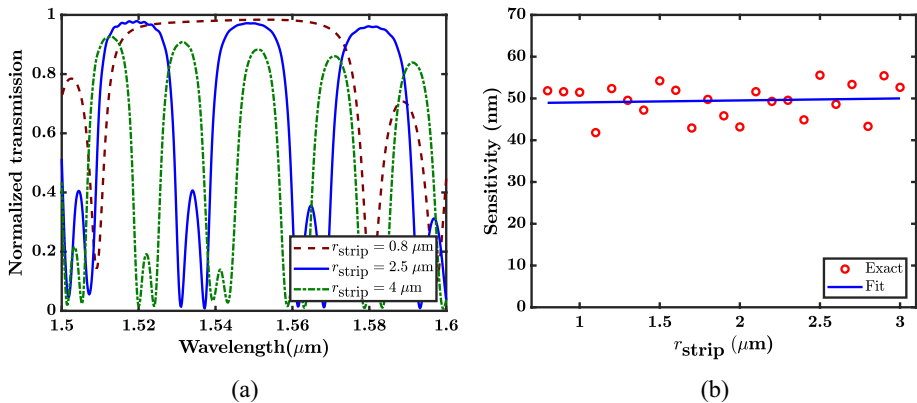 1
0.8
0.6
0.4
0.2
0
Normalized transmission
r_strip = 0.8 μm
r_strip = 2.5 μm
r_strip = 4 μm
1.5 1.52 1.54 1.56 1.58 1.6
Wavelength(μm)
(a)
70
60
50
40
30
20
10
0
Sensitivity (nm)
Exact
Fit
1 1.5 2 2.5 3
r_strip (μm)
(b)